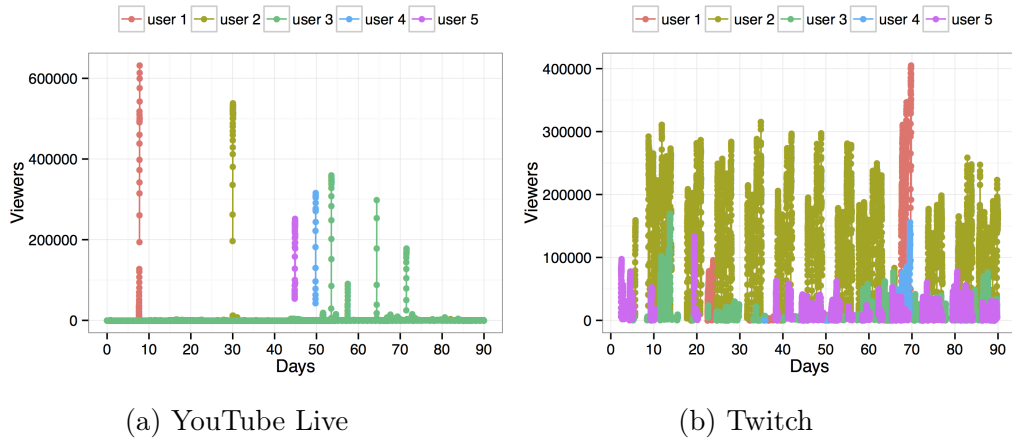 user 1 user 2 user 3 user 4 user 5
600000
400000
200000
0
Viewers
0 10 20 30 40 50 60 70 80 90
Days
(a) YouTube Live
user 1 user 2 user 3 user 4 user 5
400000
300000
200000
100000
0
Viewers
0 10 20 30 40 50 60 70 80 90
Days
(b) Twitch